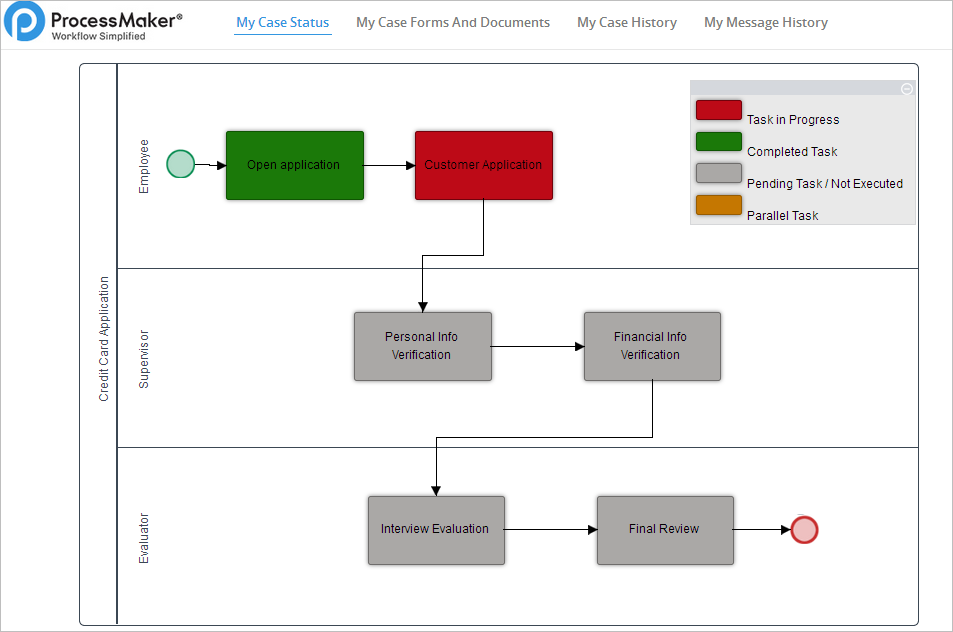 ProcessMaker®
Workflow Simplified
My Case Status
My Case Forms And Documents
My Case History
My Message History
Credit Card Application
Employee
Open application
Customer Application
Task in Progress
Completed Task
Pending Task / Not Executed
Parallel Task
Supervisor
Personal Info
Verification
Financial Info
Verification
Evaluator
Interview Evaluation
Final Review